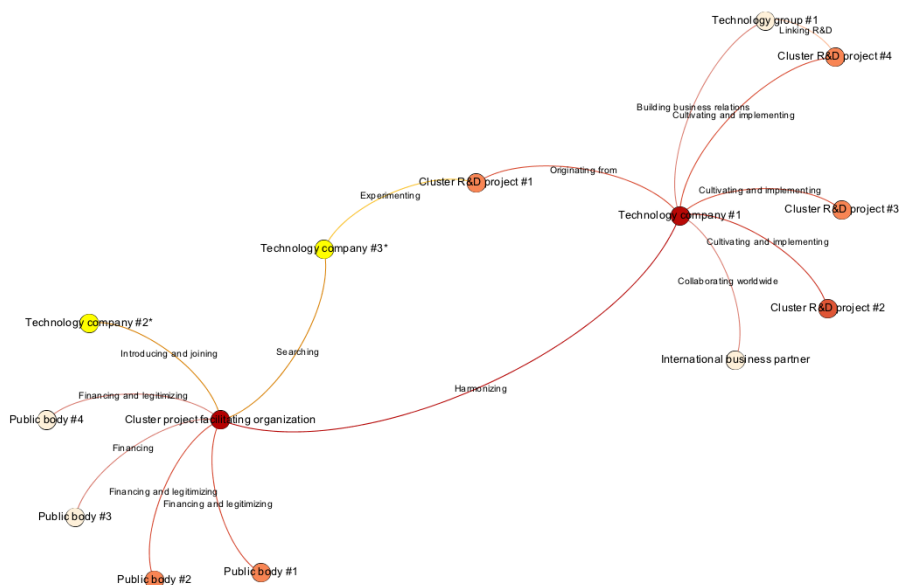 Technology group #1
Linking R&D
Cluster R&D project #4
Building business relations
Cultivating and implementing
Originating from
Cluster R&D project #1
Experimenting
Cultivating and implementing
Cluster R&D project #3
Technology company #1
Cultivating and implementing
Technology company #3*
Collaborating worldwide
Cluster R&D project #2
Technology company #2*
Introducing and joining
Searching
International business partner
Harmonizing
Financing and legitimizing
Public body #4
Cluster project facilitating organization
Financing
Financing and legitimizing
Financing and legitimizing
Public body #3
Public body #2
Public body #1